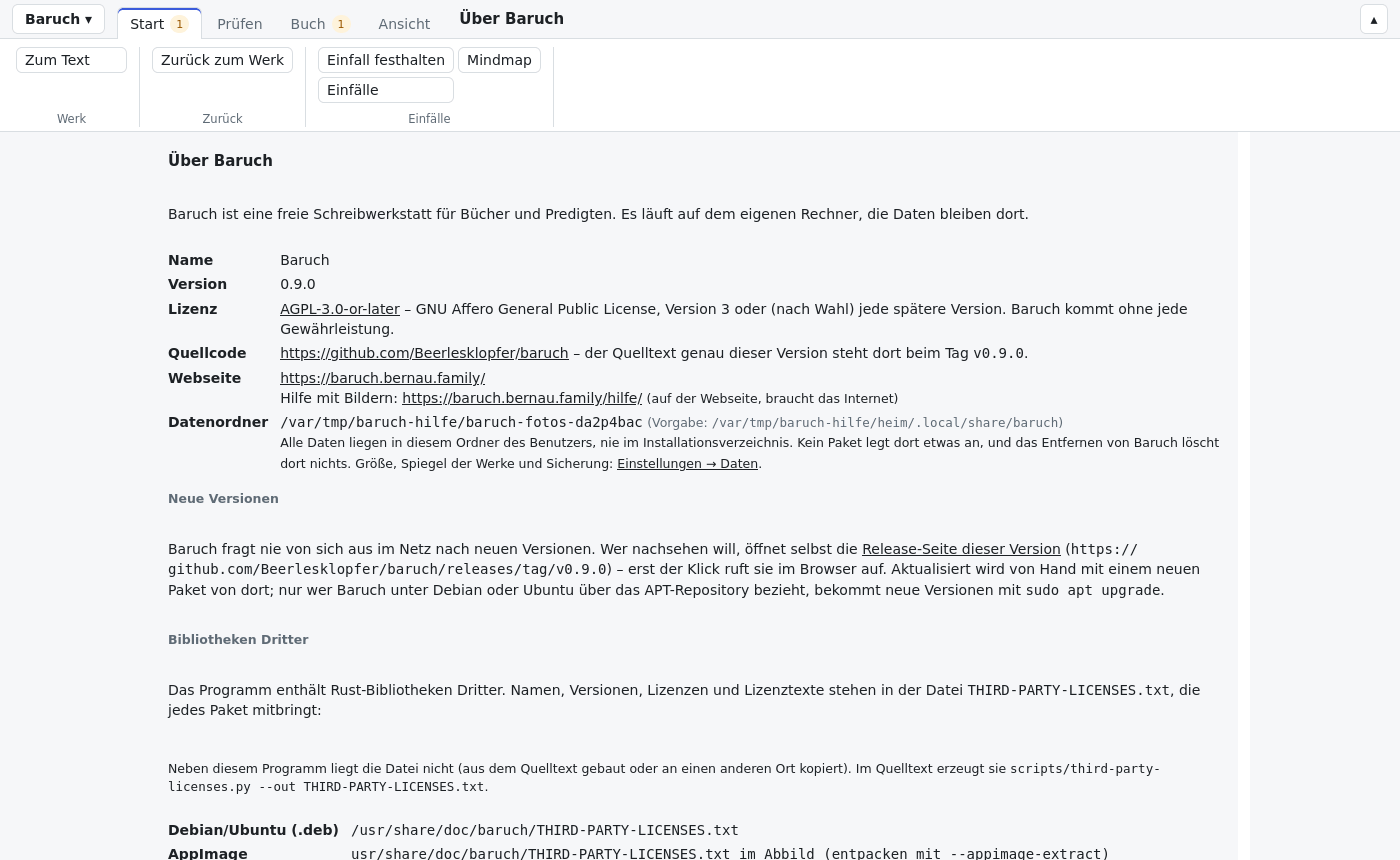 Baruch ▾ Start 1 Prüfen Buch 1 Ansicht Über Baruch ▴
Zum Text Zurück zum Werk Einfall festhalten Mindmap
Einfälle
Werk Zurück Einfälle
Über Baruch
Baruch ist eine freie Schreibwerkstatt für Bücher und Predigten. Es läuft auf dem eigenen Rechner, die Daten bleiben dort.
Name Baruch
Version 0.9.0
Lizenz AGPL-3.0-or-later – GNU Affero General Public License, Version 3 oder (nach Wahl) jede spätere Version. Baruch kommt ohne jede
Gewährleistung.
Quellcode https://github.com/Beerlesklopfer/baruch – der Quelltext genau dieser Version steht dort beim Tag v0.9.0.
Webseite https://baruch.bernau.family/
Hilfe mit Bildern: https://baruch.bernau.family/hilfe/ (auf der Webseite, braucht das Internet)
Datenordner /var/tmp/baruch-hilfe/baruch-fotos-da2p4bac (Vorgabe: /var/tmp/baruch-hilfe/heim/.local/share/baruch)
Alle Daten liegen in diesem Ordner des Benutzers, nie im Installationsverzeichnis. Kein Paket legt dort etwas an, und das Entfernen von Baruch löscht
dort nichts. Größe, Spiegel der Werke und Sicherung: Einstellungen → Daten.
Neue Versionen
Baruch fragt nie von sich aus im Netz nach neuen Versionen. Wer nachsehen will, öffnet selbst die Release-Seite dieser Version (https://
github.com/Beerlesklopfer/baruch/releases/tag/v0.9.0) – erst der Klick ruft sie im Browser auf. Aktualisiert wird von Hand mit einem neuen
Paket von dort; nur wer Baruch unter Debian oder Ubuntu über das APT-Repository bezieht, bekommt neue Versionen mit sudo apt upgrade.
Bibliotheken Dritter
Das Programm enthält Rust-Bibliotheken Dritter. Namen, Versionen, Lizenzen und Lizenztexte stehen in der Datei THIRD-PARTY-LICENSES.txt, die
jedes Paket mitbringt:
Neben diesem Programm liegt die Datei nicht (aus dem Quelltext gebaut oder an einen anderen Ort kopiert). Im Quelltext erzeugt sie scripts/third-party-
licenses.py --out THIRD-PARTY-LICENSES.txt.
Debian/Ubuntu (.deb) /usr/share/doc/baruch/THIRD-PARTY-LICENSES.txt
AppImage usr/share/doc/baruch/THIRD-PARTY-LICENSES.txt im Abbild (entpacken mit --appimage-extract)